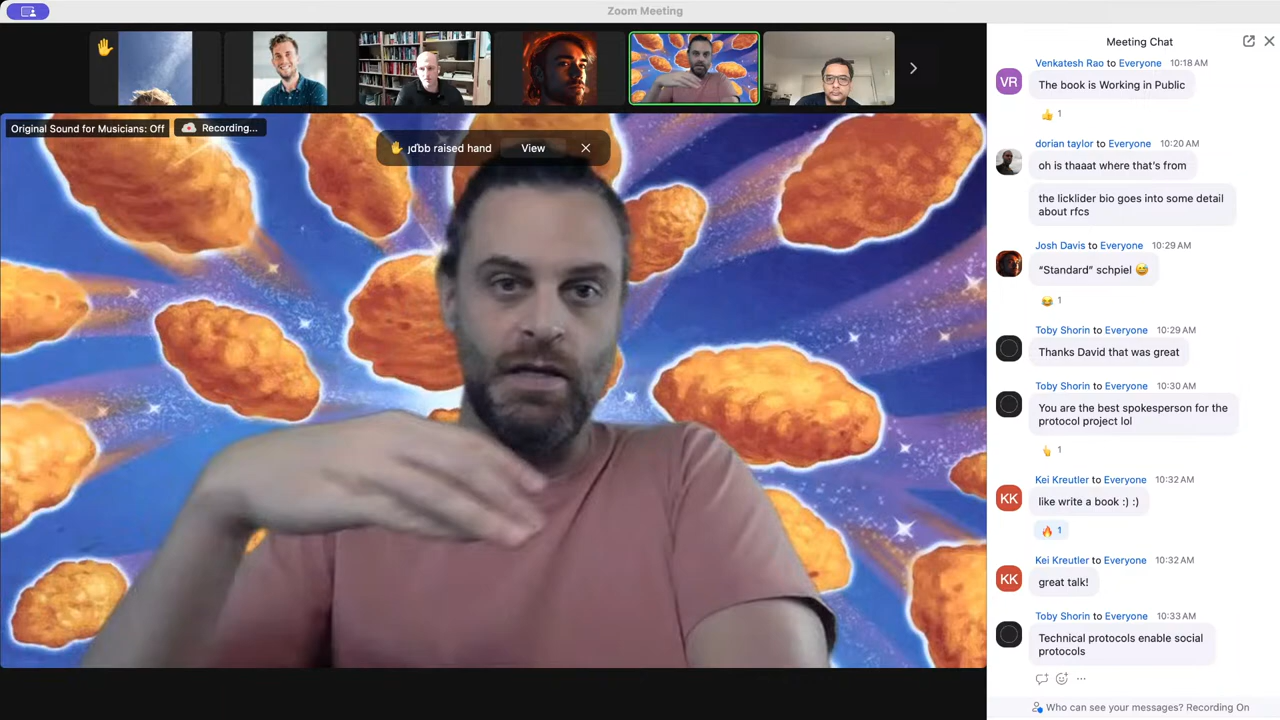 Zoom Meeting
Original Sound for Musicians: Off
Recording...
ȷɗbb raised hand
View
Meeting Chat
Venkatesh Rao to Everyone 10:18 AM
VR
The book is Working in Public
👍 1
dorian taylor to Everyone 10:20 AM
oh is thaaat where that's from
the licklider bio goes into some detail
about rfcs
Josh Davis to Everyone 10:29 AM
“Standard” schpiel 😅
😂 1
Toby Shorin to Everyone 10:29 AM
Thanks David that was great
Toby Shorin to Everyone 10:30 AM
You are the best spokesperson for the
protocol project lol
👆 1
Kei Kreutler to Everyone 10:32 AM
KK
like write a book :) :)
🔥 1
Kei Kreutler to Everyone 10:32 AM
KK
great talk!
Toby Shorin to Everyone 10:33 AM
Technical protocols enable social
protocols
Who can see your messages? Recording On